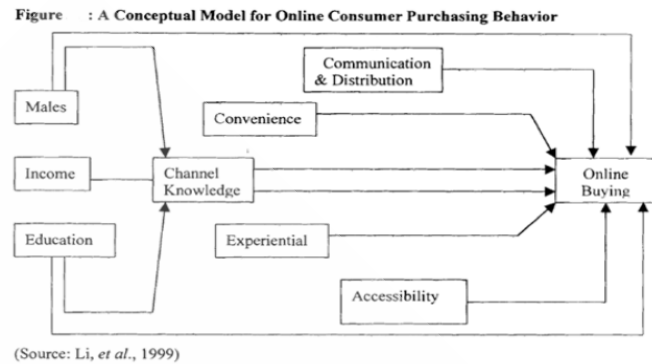 Figure : A Conceptual Model for Online Consumer Purchasing Behavior
Communication
& Distribution
Males
Convenience
Income
Channel
Knowledge
Online
Buying
Education
Experiential
Accessibility
(Source: Li, et al., 1999)